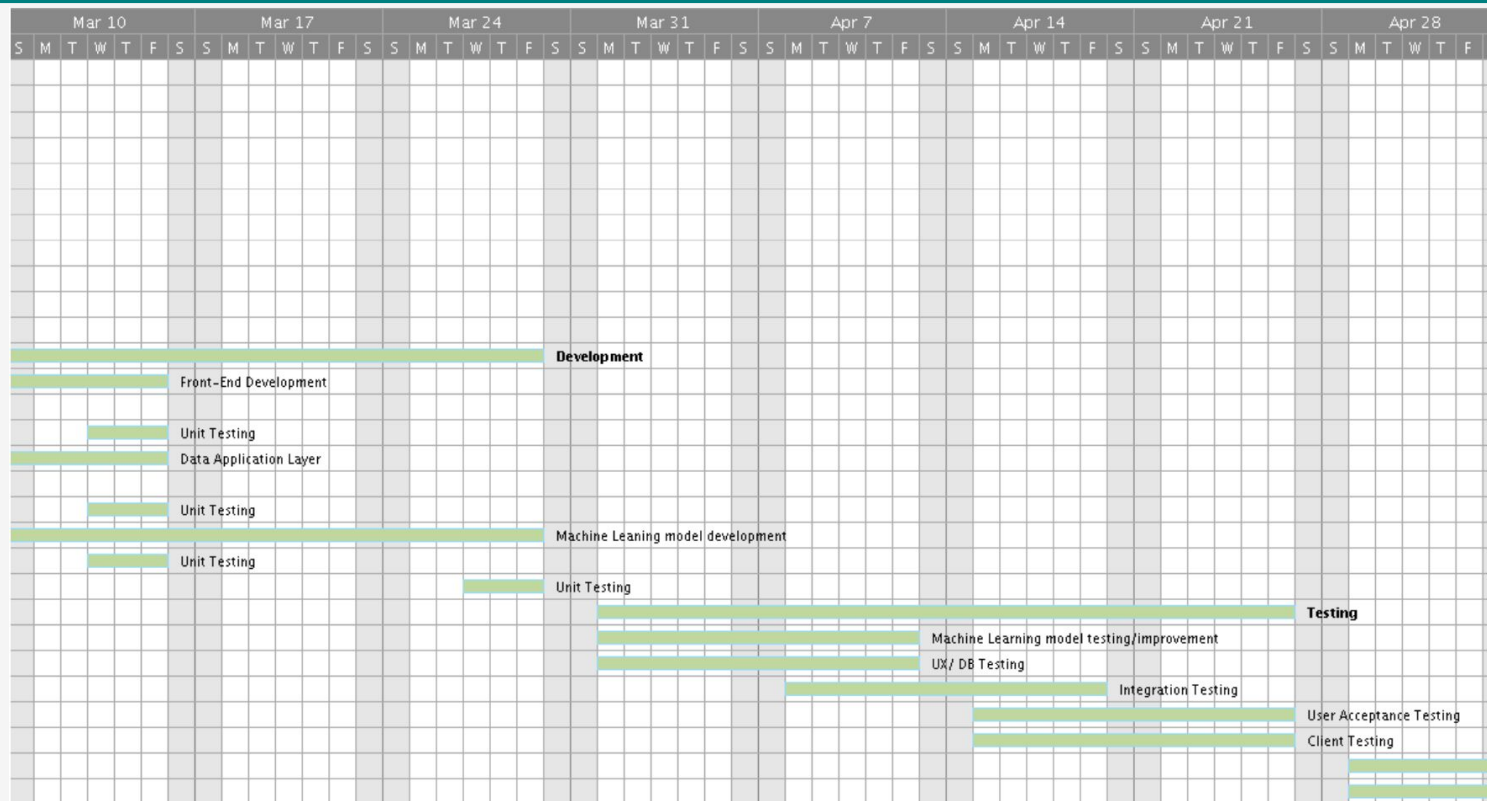 Mar 10 Mar 17 Mar 24 Mar 31 Apr 7 Apr 14 Apr 21 Apr 28
S M T W T F S S M T W T F S S M T W T F S S M T W T F S S M T W T F S S M T W T F S S M T W T F S S M T W T F
Development
Front-End Development
Unit Testing
Data Application Layer
Unit Testing
Machine Leaning model development
Unit Testing
Unit Testing
Testing
Machine Learning model testing/improvement
UX/ DB Testing
Integration Testing
User Acceptance Testing
Client Testing